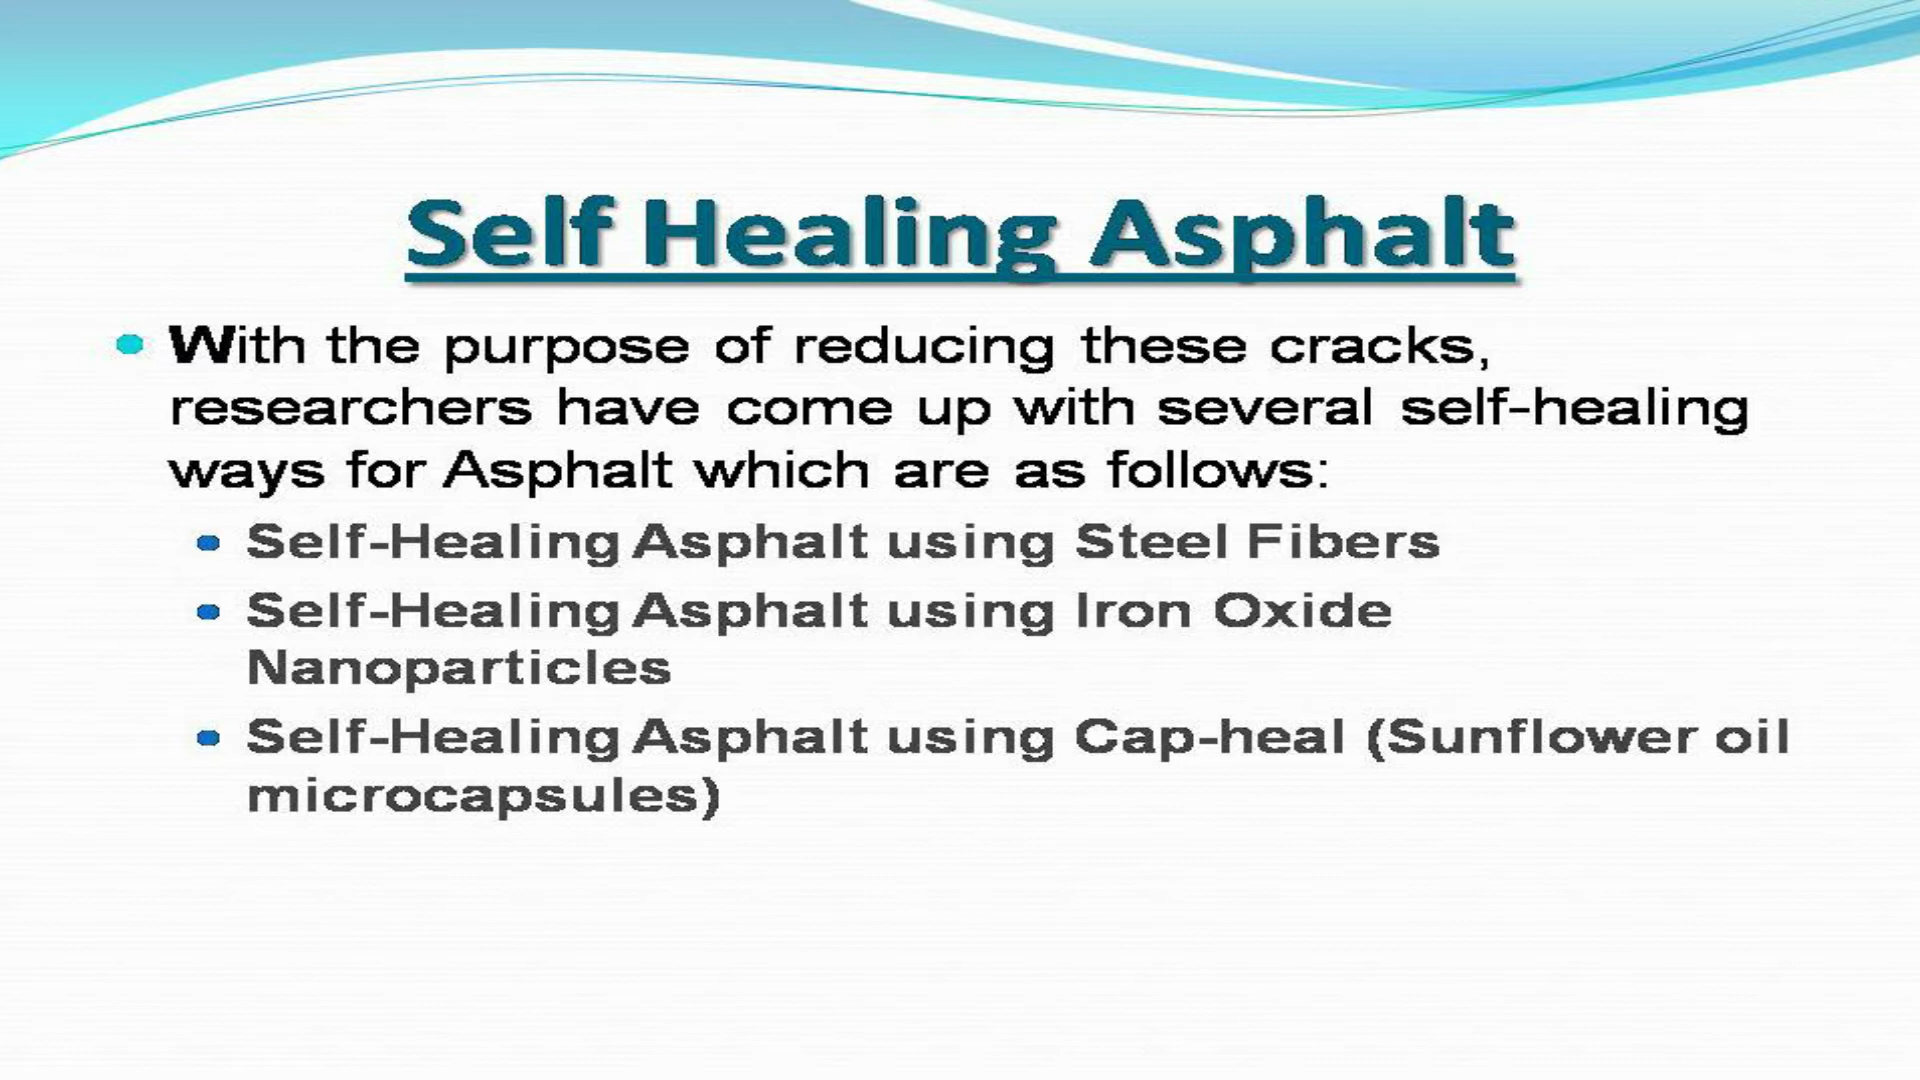 Self Healing Asphalt
With the purpose of reducing these cracks,
researchers have come up with several self-healing
ways for Asphalt which are as follows:
Self-Healing Asphalt using Steel Fibers
Self-Healing Asphalt using Iron Oxide
Nanoparticles
Self-Healing Asphalt using Cap-heal (Sunflower oil
microcapsules)